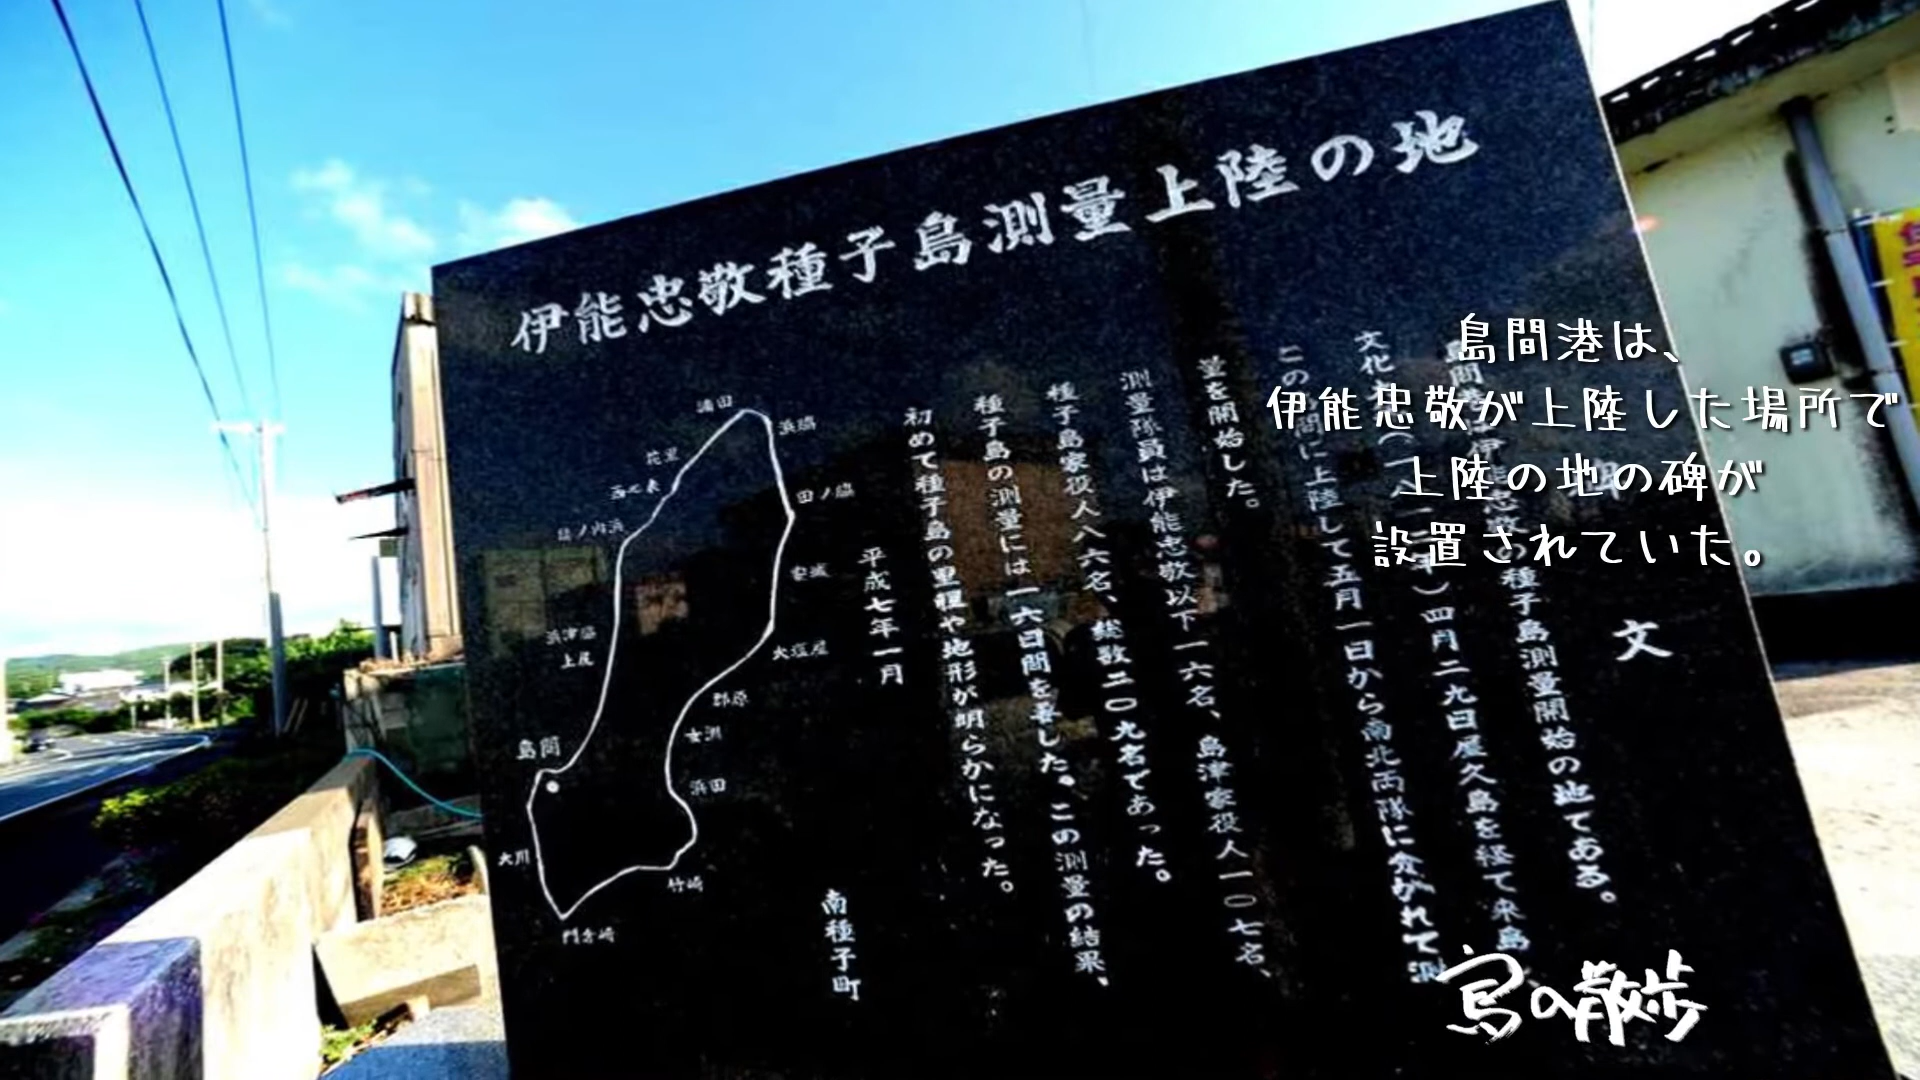 伊能忠敬種子島測量上陸の地
文
島間
伊
種子島測量開始の地である。
文化
四月二九日屋久島を経て来島
この
間に上陸して五月一日から南北両隊に分かれて測
量を開始した。
測量隊員は伊能忠敬以下一六名、島津家役人一〇七名、
種子島家役人八六名、総数二〇九名であった。
種子島の測量には一六日間を要した。この測量の結果、
初めて種子島の里程や地形が明らかになった。
平成七年一月
南種子町
浦田
浜脇
花里
西之表
田ノ脇
ノ内浜
安城
浜津脇
上尾
大塩屋
郡原
女洲
島間
浜田
大川
竹崎
門倉崎
島間港は、
伊能忠敬が上陸した場所で
上陸の地の碑が
設置されていた。
島の散歩